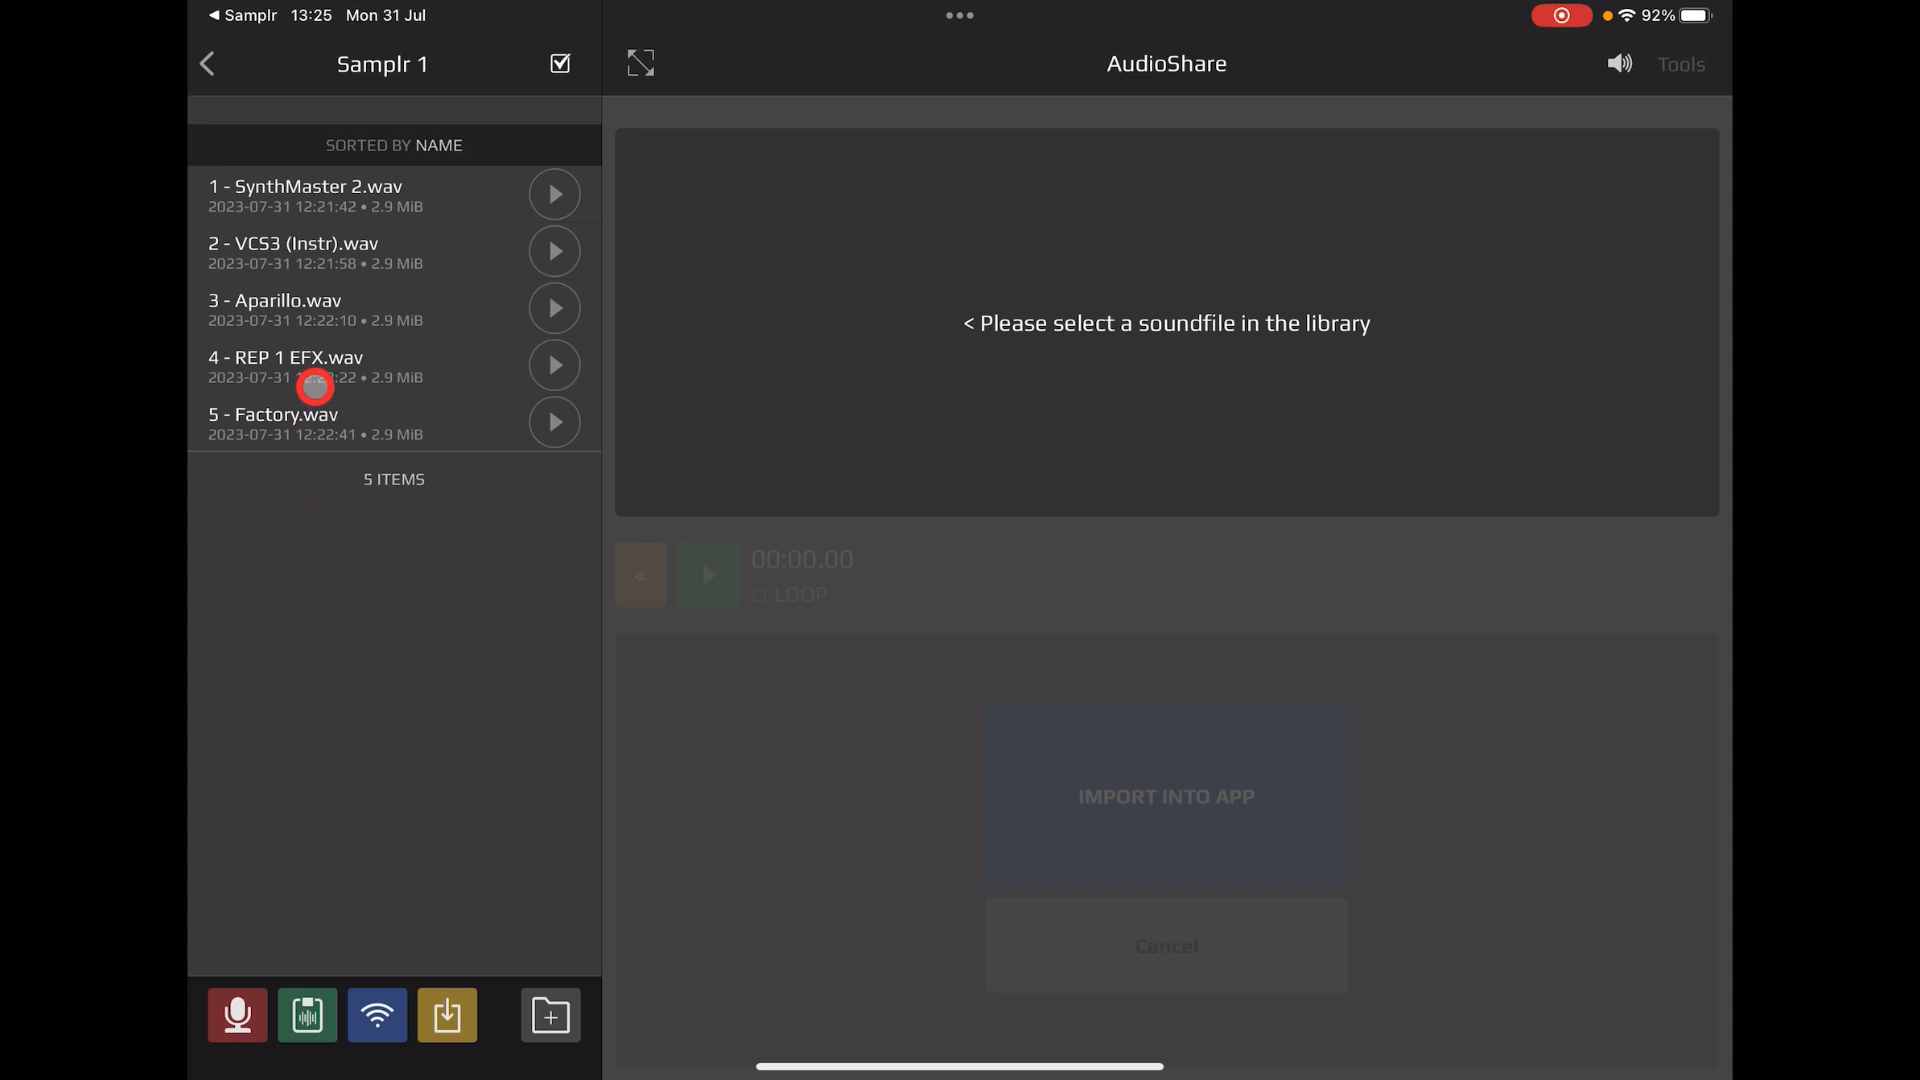 ◀ Samplr 13:25 Mon 31 Jul
92%
Samplr 1
AudioShare
Tools
SORTED BY NAME
1 - SynthMaster 2.wav
2023-07-31 12:21:42 • 2.9 MiB
2 - VCS3 (Instr).wav
2023-07-31 12:21:58 • 2.9 MiB
3 - Aparillo.wav
2023-07-31 12:22:10 • 2.9 MiB
4 - REP 1 EFX.wav
2023-07-31 12:22:22 • 2.9 MiB
5 - Factory.wav
2023-07-31 12:22:41 • 2.9 MiB
5 ITEMS
< Please select a soundfile in the library
00:00.00
LOOP
IMPORT INTO APP
Cancel